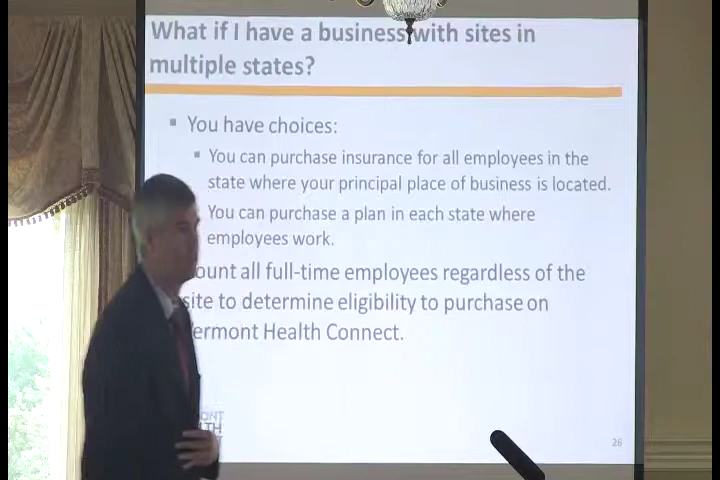 What if I have a business with sites in
multiple states?
▪ You have choices:
▪ You can purchase insurance for all employees in the
state where your principal place of business is located.
You can purchase a plan in each state where
employees work.
ount all full-time employees regardless of the
site to determine eligibility to purchase on
ermont Health Connect.
ONT
TH
26